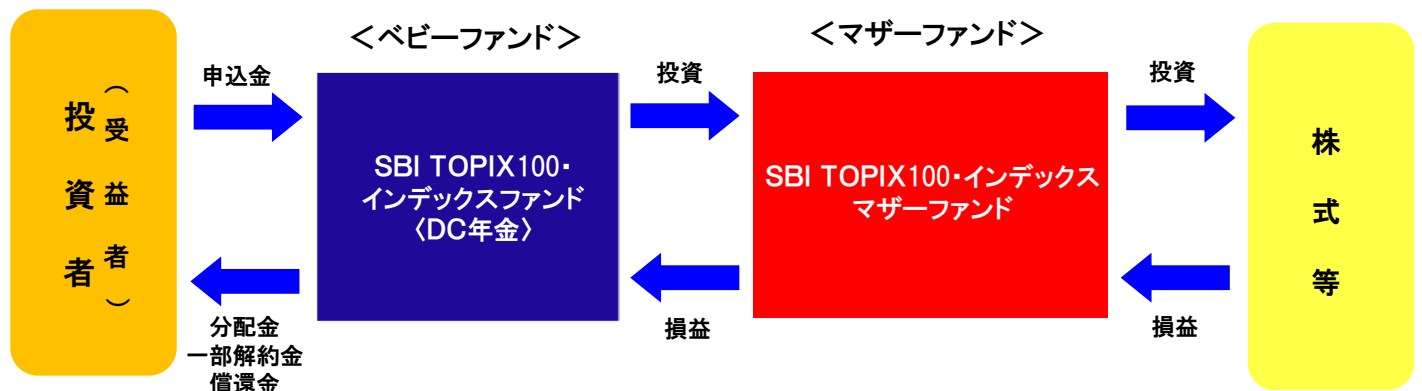 投資者
（受益者）
申込金
分配金
一部解約金
償還金
＜ベビーファンド＞
SBI TOPIX100・
インデックスファンド
〈DC年金〉
投資
損益
＜マザーファンド＞
SBI TOPIX100・インデックス
マザーファンド
投資
損益
株式等